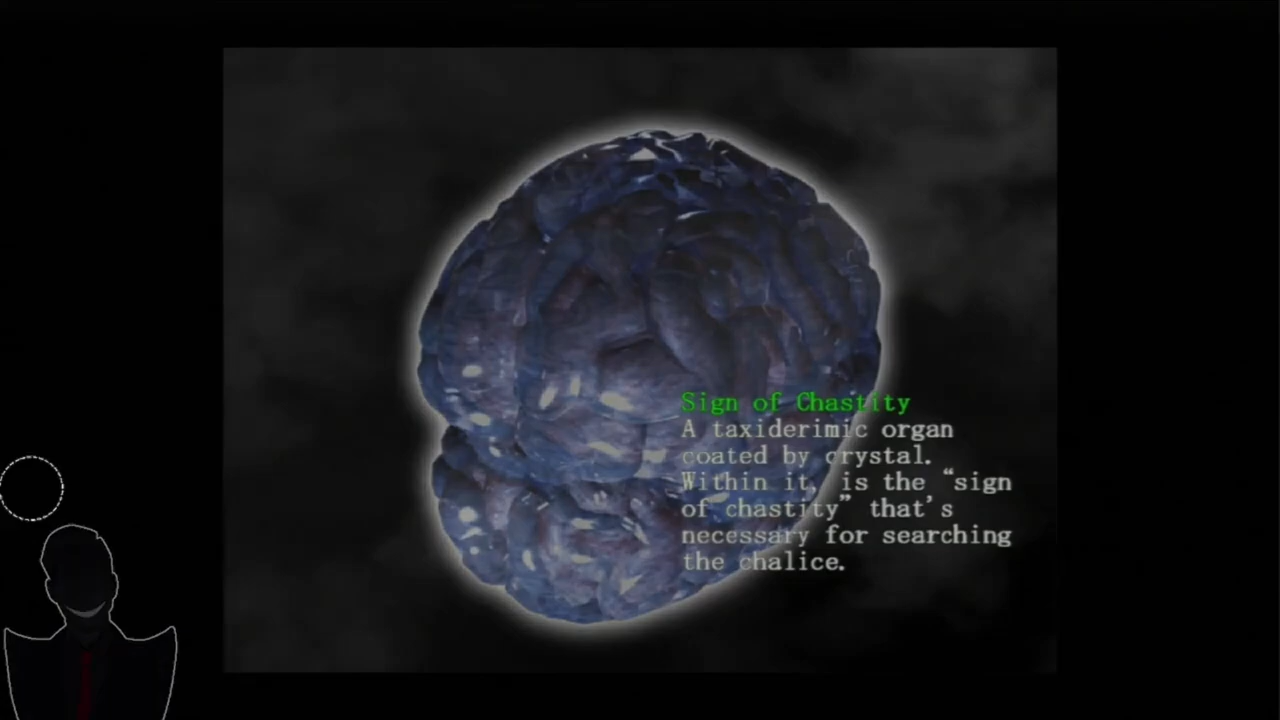 Sign of Chastity
A taxiderimic organ
coated by crystal.
Within it, is the “sign
of chastity” that's
necessary for searching
the chalice.